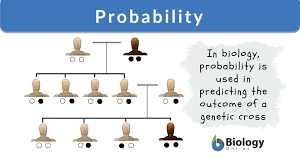 Probability
In biology,
probability is
used in
predicting the
outcome of a
genetic cross
Biology
Online